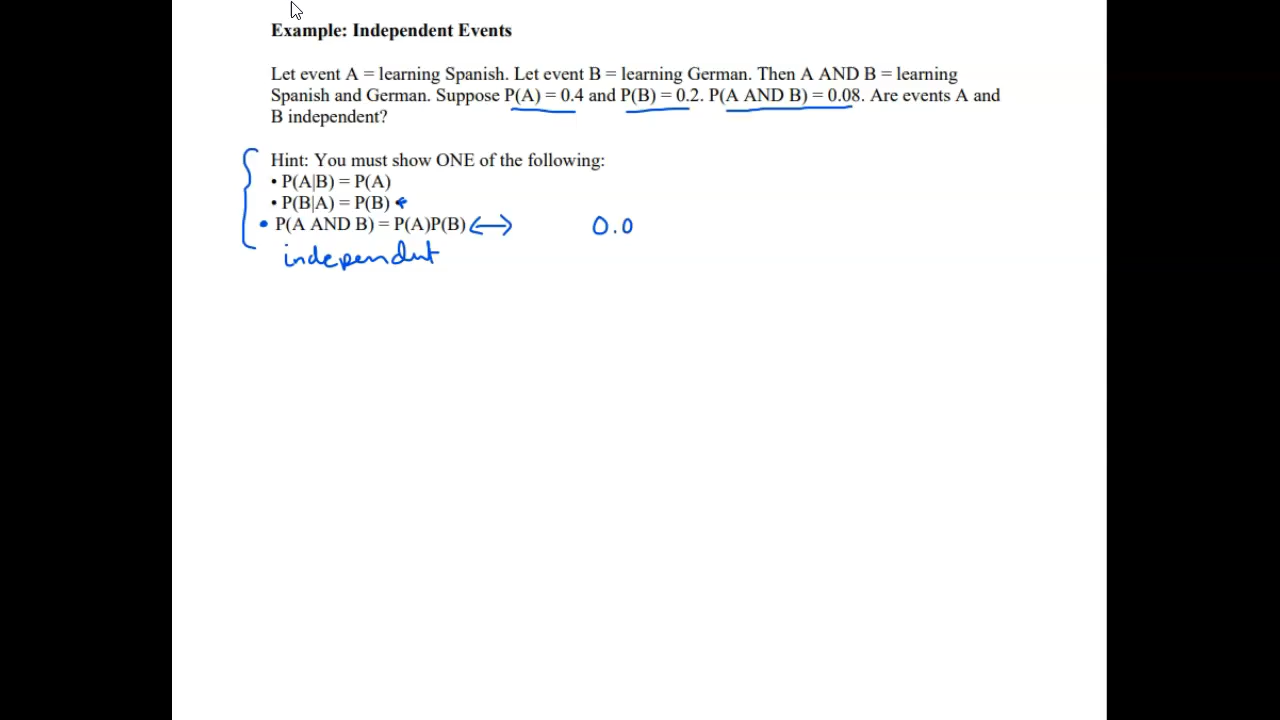 Example: Independent Events
Let event A = learning Spanish. Let event B = learning German. Then A AND B = learning
Spanish and German. Suppose P(A) = 0.4 and P(B) = 0.2. P(A AND B) = 0.08. Are events A and
B independent?
Hint: You must show ONE of the following:
• P(A|B) = P(A)
• P(B|A) = P(B) ←
• P(A AND B) = P(A)P(B) ↔ 0.0
independent